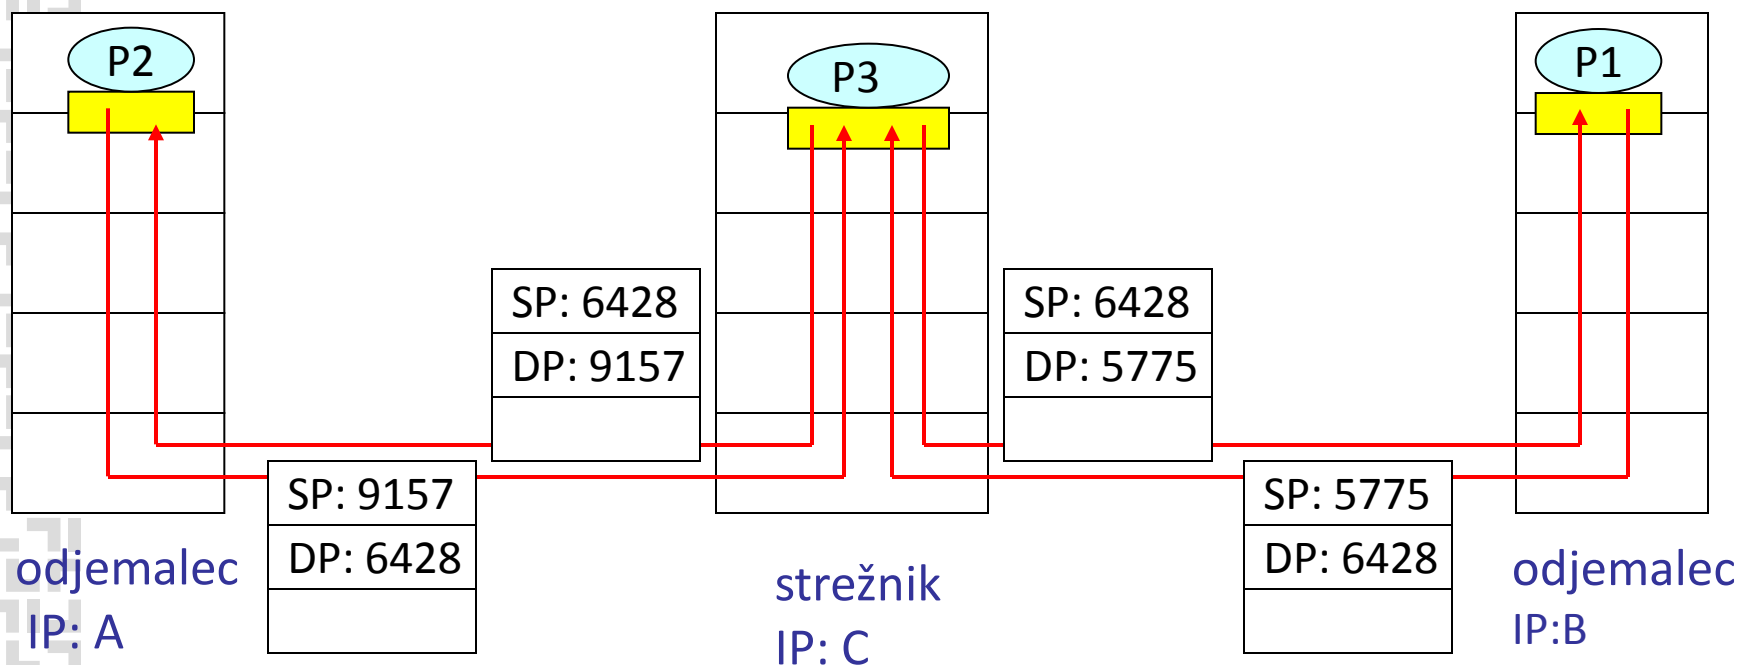 P2
P3
P1
SP: 6428
DP: 9157
SP: 6428
DP: 5775
SP: 9157
DP: 6428
SP: 5775
DP: 6428
odjemalec
IP: A
strežnik
IP: C
odjemalec
IP:B